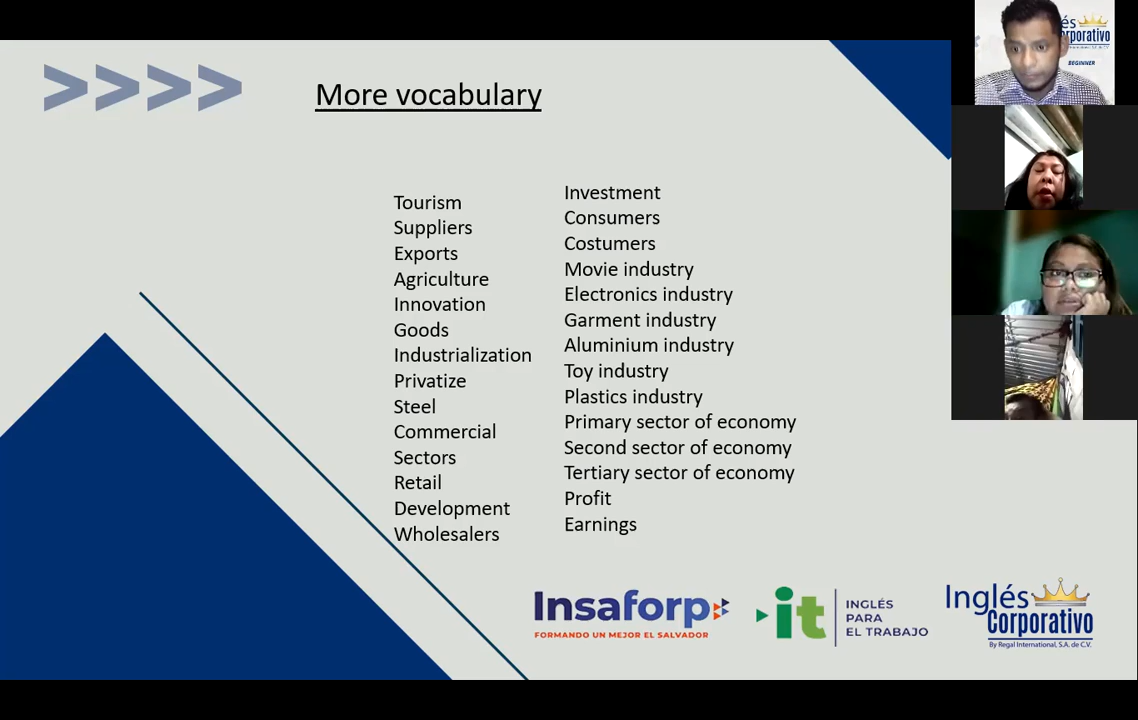 >>>>
More vocabulary
Tourism
Suppliers
Exports
Agriculture
Innovation
Goods
Industrialization
Privatize
Steel
Commercial
Sectors
Retail
Development
Wholesalers
Investment
Consumers
Costumers
Movie industry
Electronics industry
Garment industry
Aluminium industry
Toy industry
Plastics industry
Primary sector of economy
Second sector of economy
Tertiary sector of economy
Profit
Earnings
Insaforp
FORMANDO UN MEJOR EL SALVADOR
it
INGLÉS
PARA
EL TRABAJO
Inglés
Corporativo
By Regal International, S.A. de C.V.
és
rporativo
BEGINNER